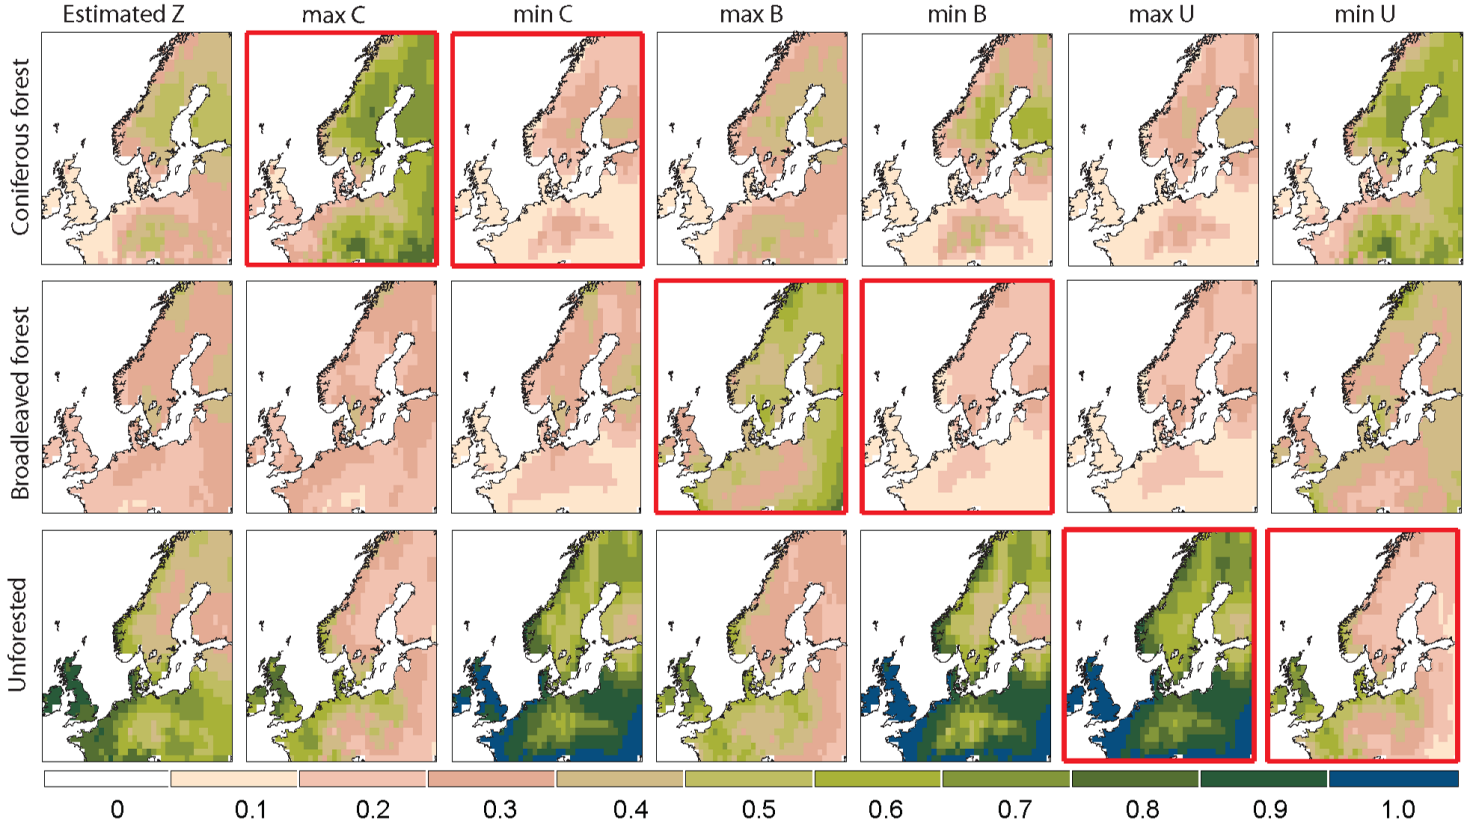 Estimated Z max C min C max B min B max U min U
Coniferous forest
Broadleaved forest
Unforested
0 0.1 0.2 0.3 0.4 0.5 0.6 0.7 0.8 0.9 1.0